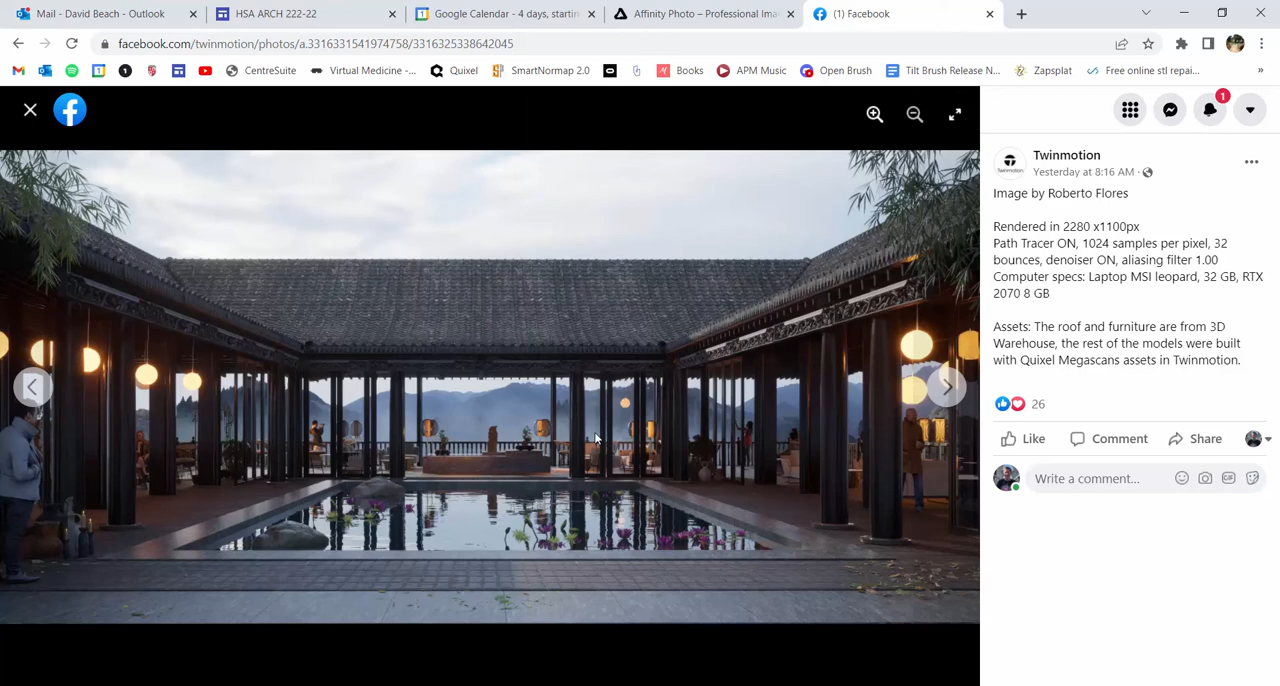 Mail - David Beach - Outlook
HSA ARCH 222-22
Google Calendar - 4 days, startin
Affinity Photo – Professional Ima
(1) Facebook
facebook.com/twinmotion/photos/a.3316331541974758/3316325338642045
CentreSuite
Virtual Medicine -...
Quixel
SmartNormap 2.0
Books
APM Music
Open Brush
Tilt Brush Release N...
Zapsplat
Free online stl repai...
»
1
Twinmotion
Yesterday at 8:16 AM ·
Image by Roberto Flores
Rendered in 2280 x1100px
Path Tracer ON, 1024 samples per pixel, 32
bounces, denoiser ON, aliasing filter 1.00
Computer specs: Laptop MSI leopard, 32 GB, RTX
2070 8 GB
Assets: The roof and furniture are from 3D
Warehouse, the rest of the models were built
with Quixel Megascans assets in Twinmotion.
26
Like
Comment
Share
Write a comment...